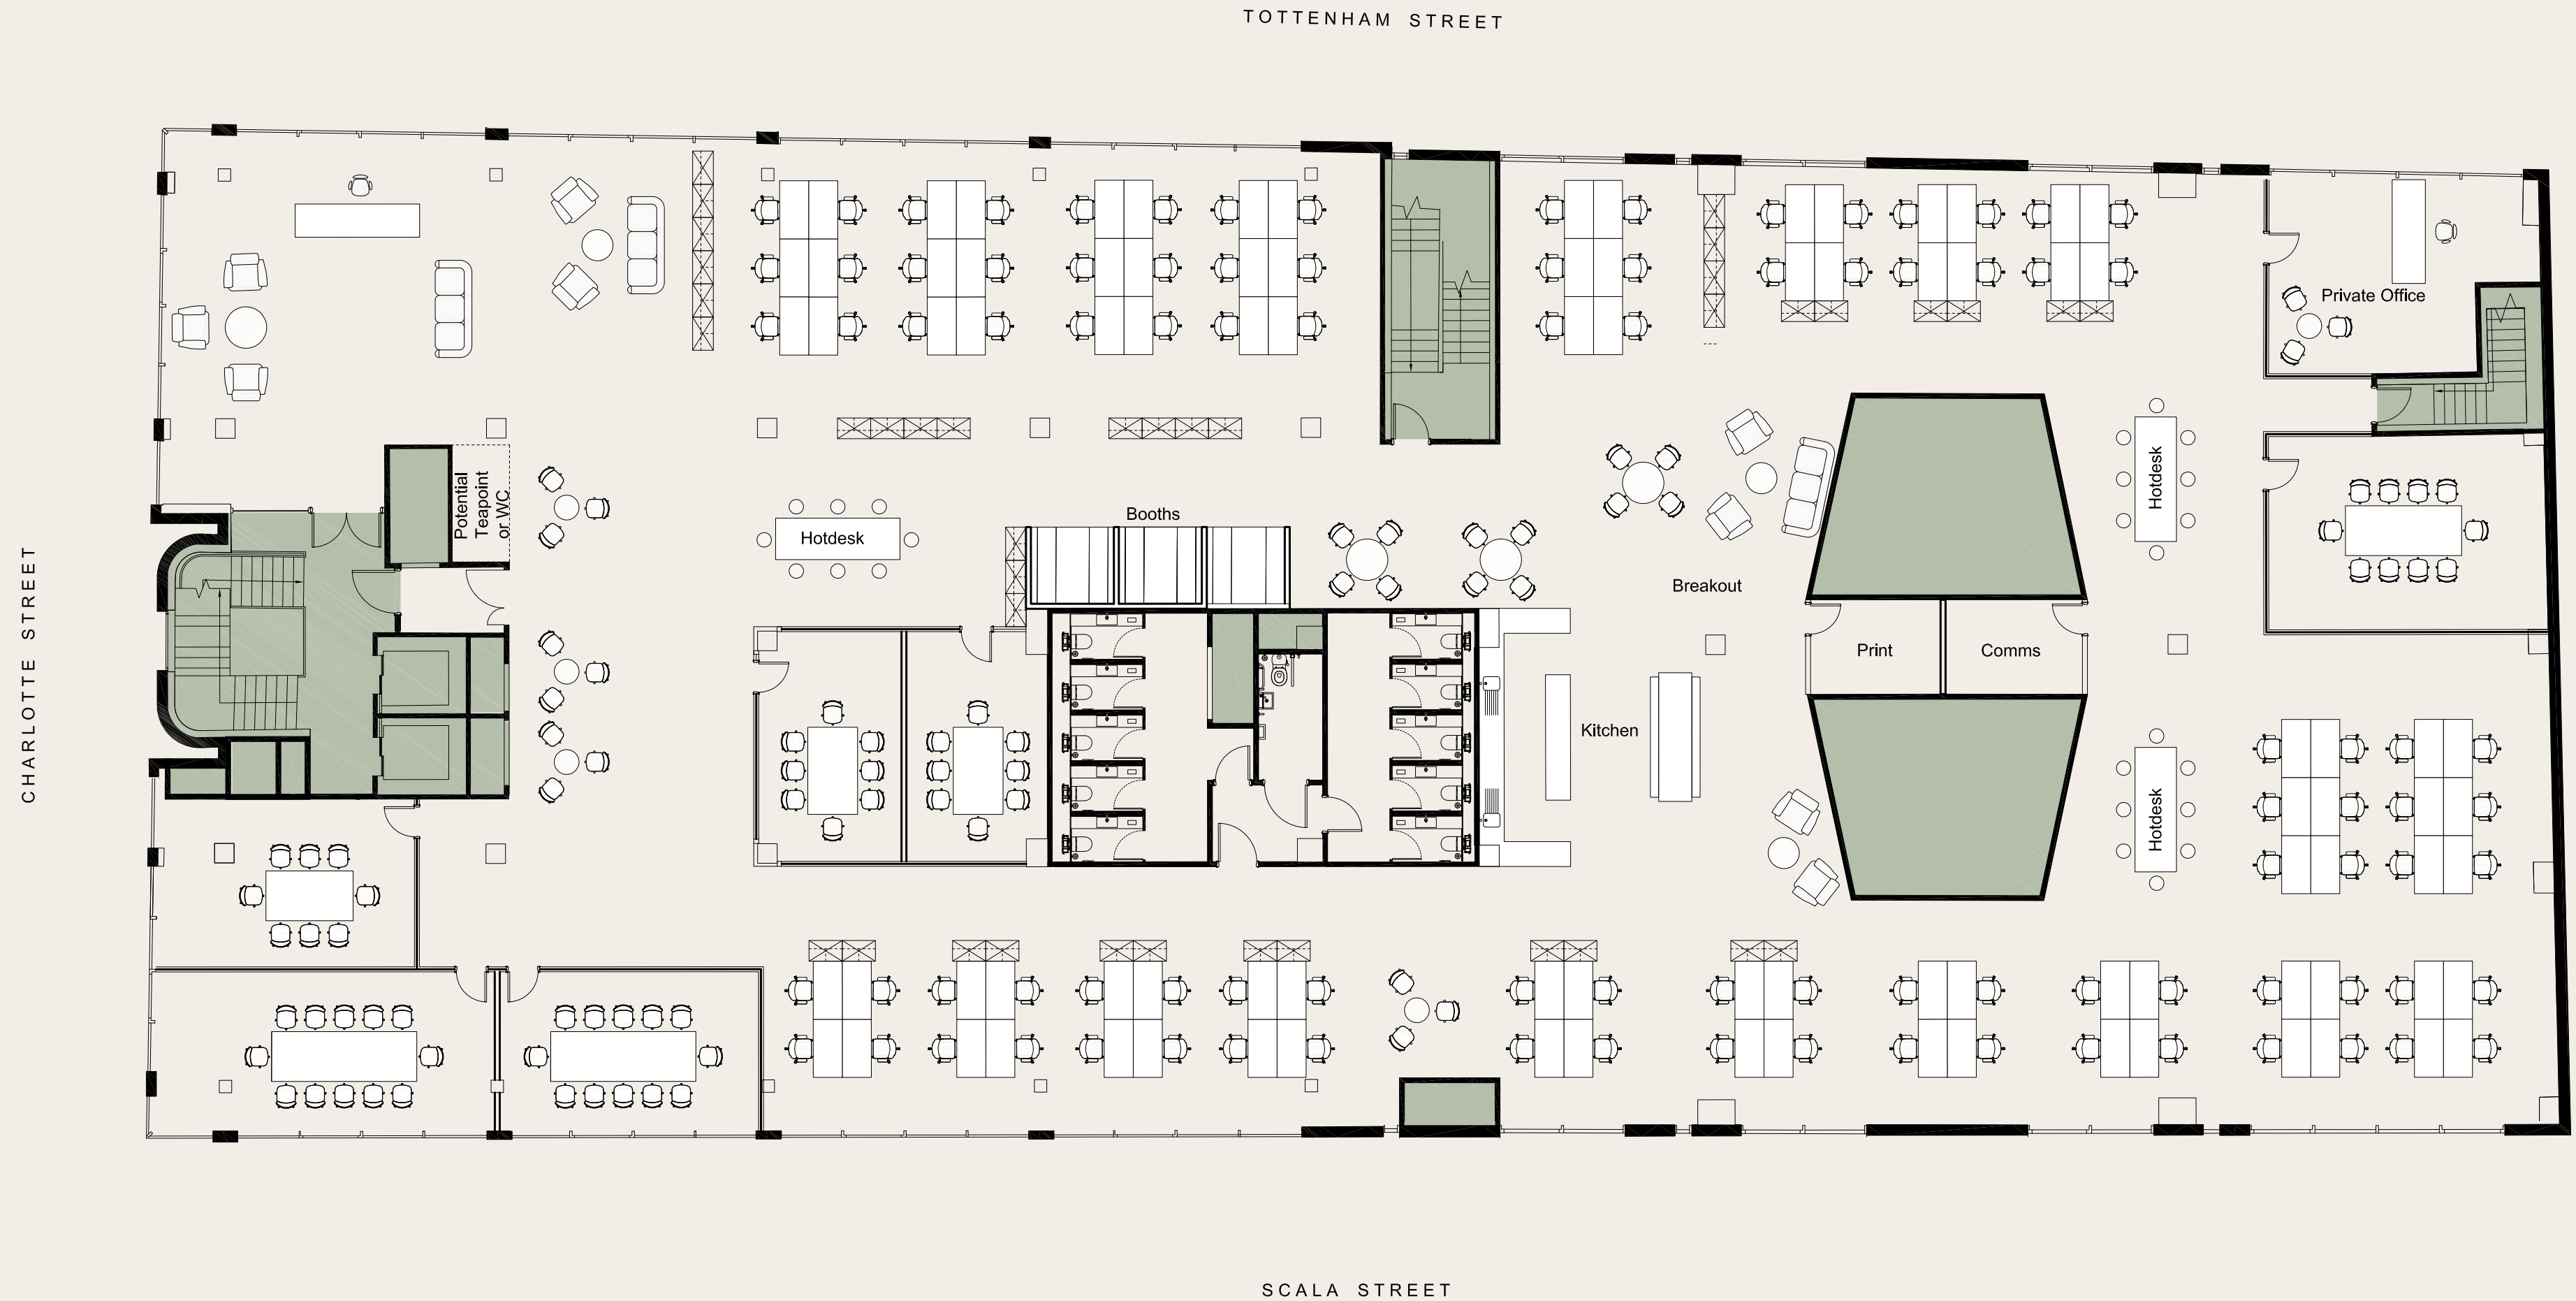 TOTTENHAM STREET
Private Office
Potential
Teapoint
or WC
Hotdesk
Booths
Hotdesk
Breakout
CHARLOTTE STREET
Print
Comms
Kitchen
Hotdesk
SCALA STREET